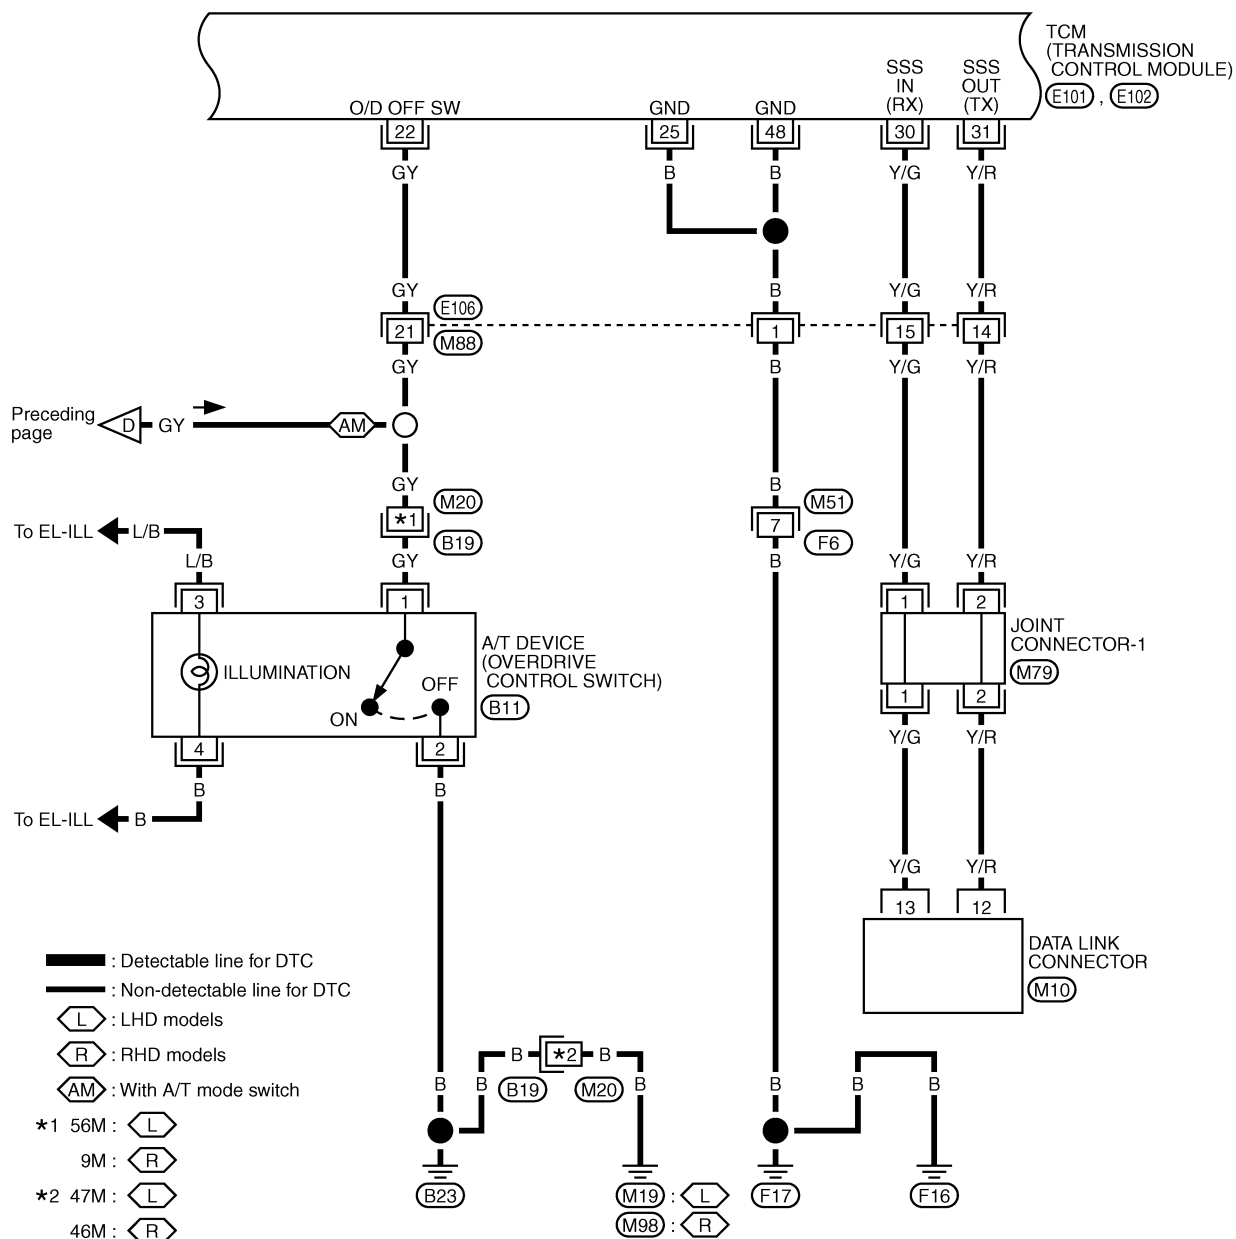 TCM
(TRANSMISSION
CONTROL MODULE)
E101 , E102
SSS
IN
(RX)
SSS
OUT
(TX)
O/D OFF SW
GND
GND
22
25
48
30
31
GY
B
B
Y/G
Y/R
GY
B
Y/G
Y/R
E106
21
1
15
14
M88
GY
B
Y/G
Y/R
Preceding
page
D
GY
AM
GY
B
M20
M51
★1
7
B19
F6
To EL-ILL
L/B
L/B
GY
B
Y/G
Y/R
3
1
1
2
ILLUMINATION
OFF
ON
A/T DEVICE
(OVERDRIVE
CONTROL SWITCH)
B11
JOINT
CONNECTOR-1
M79
4
2
1
2
Y/G
Y/R
B
B
To EL-ILL
B
Y/G
Y/R
13
12
DATA LINK
CONNECTOR
M10
: Detectable line for DTC
: Non-detectable line for DTC
L : LHD models
R : RHD models
AM : With A/T mode switch
★1 56M : L
9M : R
★2 47M : L
46M : R
B
★2
B
B19
M20
B
B
B
B
B
B
B23
M19 : L
M98 : R
F17
F16